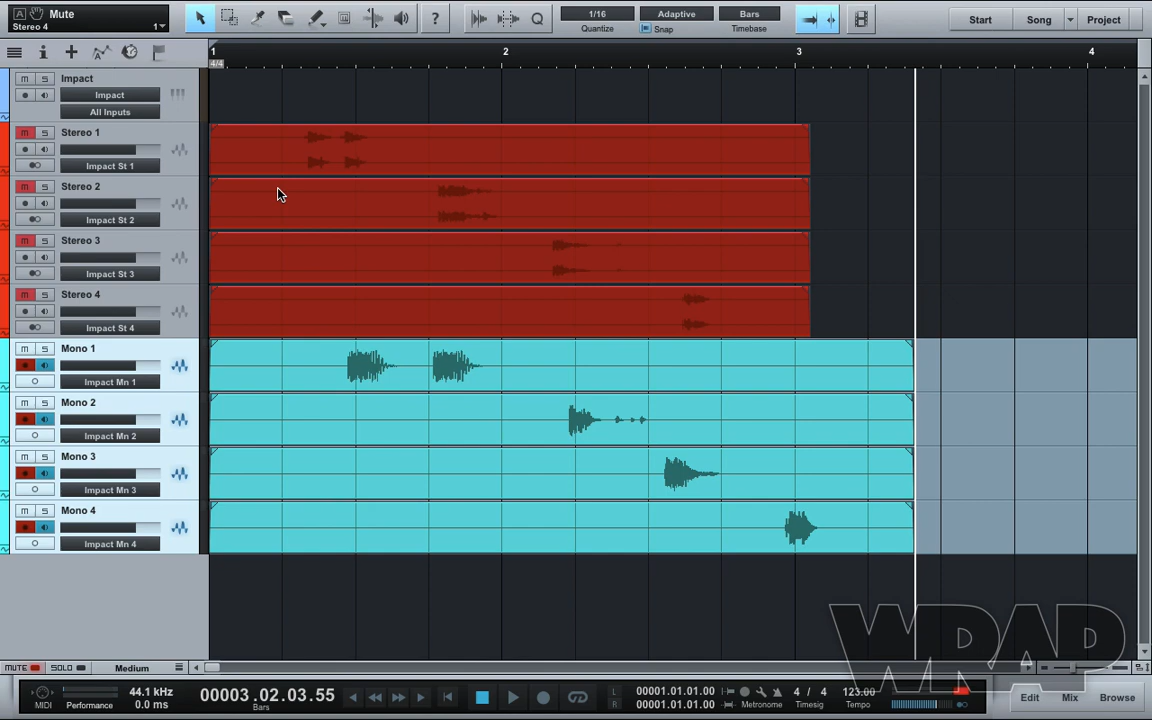 A Mute
Stereo 4 1
?
1/16 Adaptive Bars
Quantize Snap Timebase
Start Song Project
1 2 3 4
4/4
M S Impact
Impact
All Inputs
M S Stereo 1
Impact St 1
M S Stereo 2
Impact St 2
M S Stereo 3
Impact St 3
M S Stereo 4
Impact St 4
M S Mono 1
Impact Mn 1
M S Mono 2
Impact Mn 2
M S Mono 3
Impact Mn 3
M S Mono 4
Impact Mn 4
WRAP
MUTE SOLO Medium
MIDI Performance
44.1 kHz
0.0 ms
00003.02.03.55
Bars
L 00001.01.01.00
R 00001.01.01.00
Metronome
4 / 4
Timesig
123.00
Tempo
Edit Mix Browse